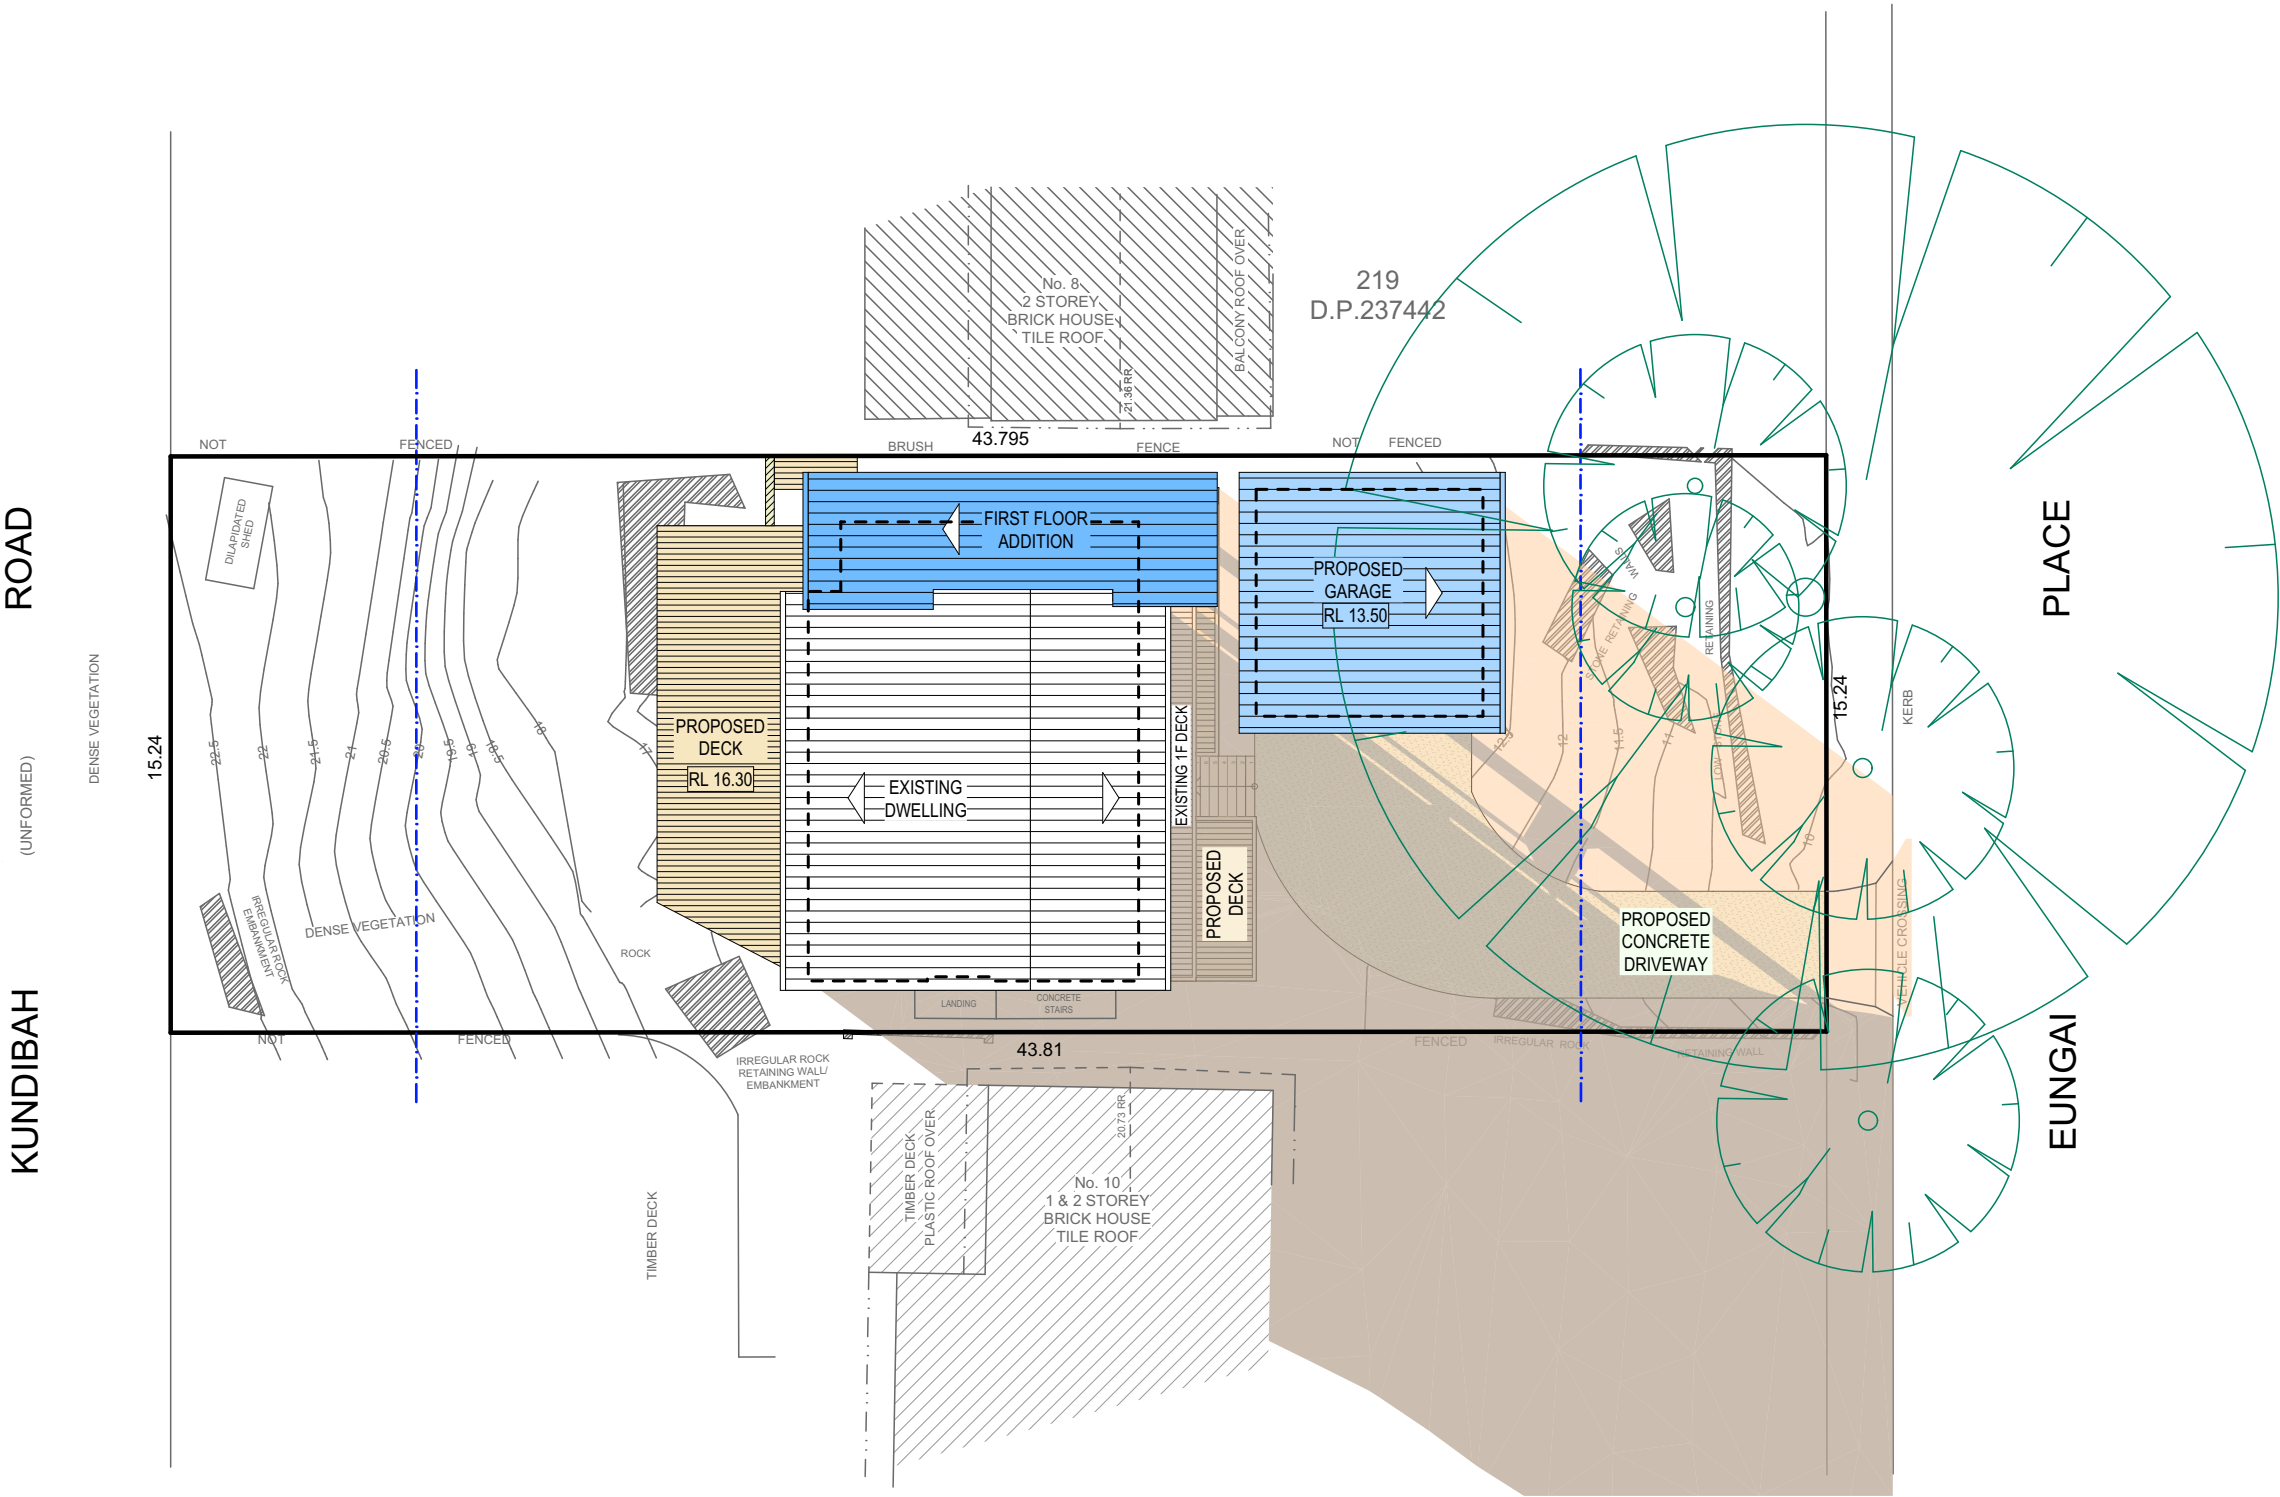 ROAD
KUNDIBAH
(UNFORMED)
DENSE VEGETATION
15.24
NOT
FENCED
DILAPIDATED
SHED
22.5
22
21.5
21
20.5
20
19.5
19
18.5
18
17
IRREGULAR ROCK
EMBANKMENT
DENSE VEGETATION
NOT
FENCED
ROCK
IRREGULAR ROCK
RETAINING WALL/
EMBANKMENT
TIMBER DECK
No. 8
2 STOREY
BRICK HOUSE
TILE ROOF
21.36 RR
BALCONY ROOF OVER
219
D.P.237442
BRUSH
43.795
FENCE
NOT
FENCED
FIRST FLOOR
ADDITION
PROPOSED
GARAGE
RL 13.50
PROPOSED
DECK
RL 16.30
EXISTING
DWELLING
EXISTING 1F DECK
PROPOSED
DECK
LANDING
CONCRETE
STAIRS
43.81
FENCED
IRREGULAR ROCK
RETAINING WALL
PROPOSED
CONCRETE
DRIVEWAY
STONE RETAINING
WALLS
RETAINING
12.5
12
11.5
11
10
15.24
KERB
VEHICLE CROSSING
PLACE
EUNGAI
TIMBER DECK
PLASTIC ROOF OVER
20.73 RR
No. 10
1 & 2 STOREY
BRICK HOUSE
TILE ROOF